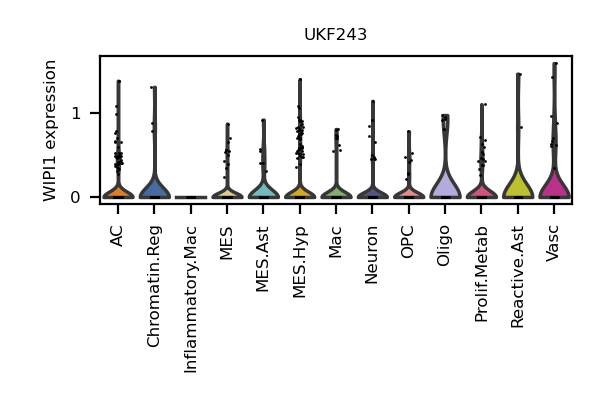 UKF243
WIPI1 expression
1
0
AC
Chromatin.Reg
Inflammatory.Mac
MES
MES.Ast
MES.Hyp
Mac
Neuron
OPC
Oligo
Prolif.Metab
Reactive.Ast
Vasc